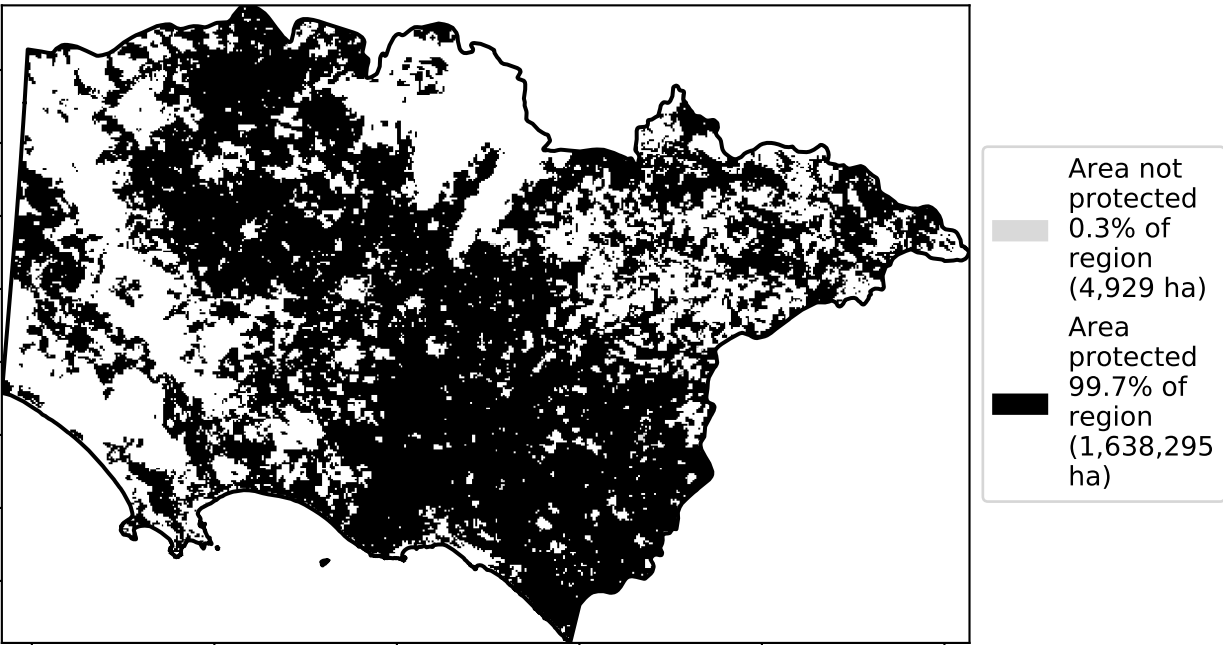 Area not
protected
0.3% of
region
(4,929 ha)
Area
protected
99.7% of
region
(1,638,295
ha)